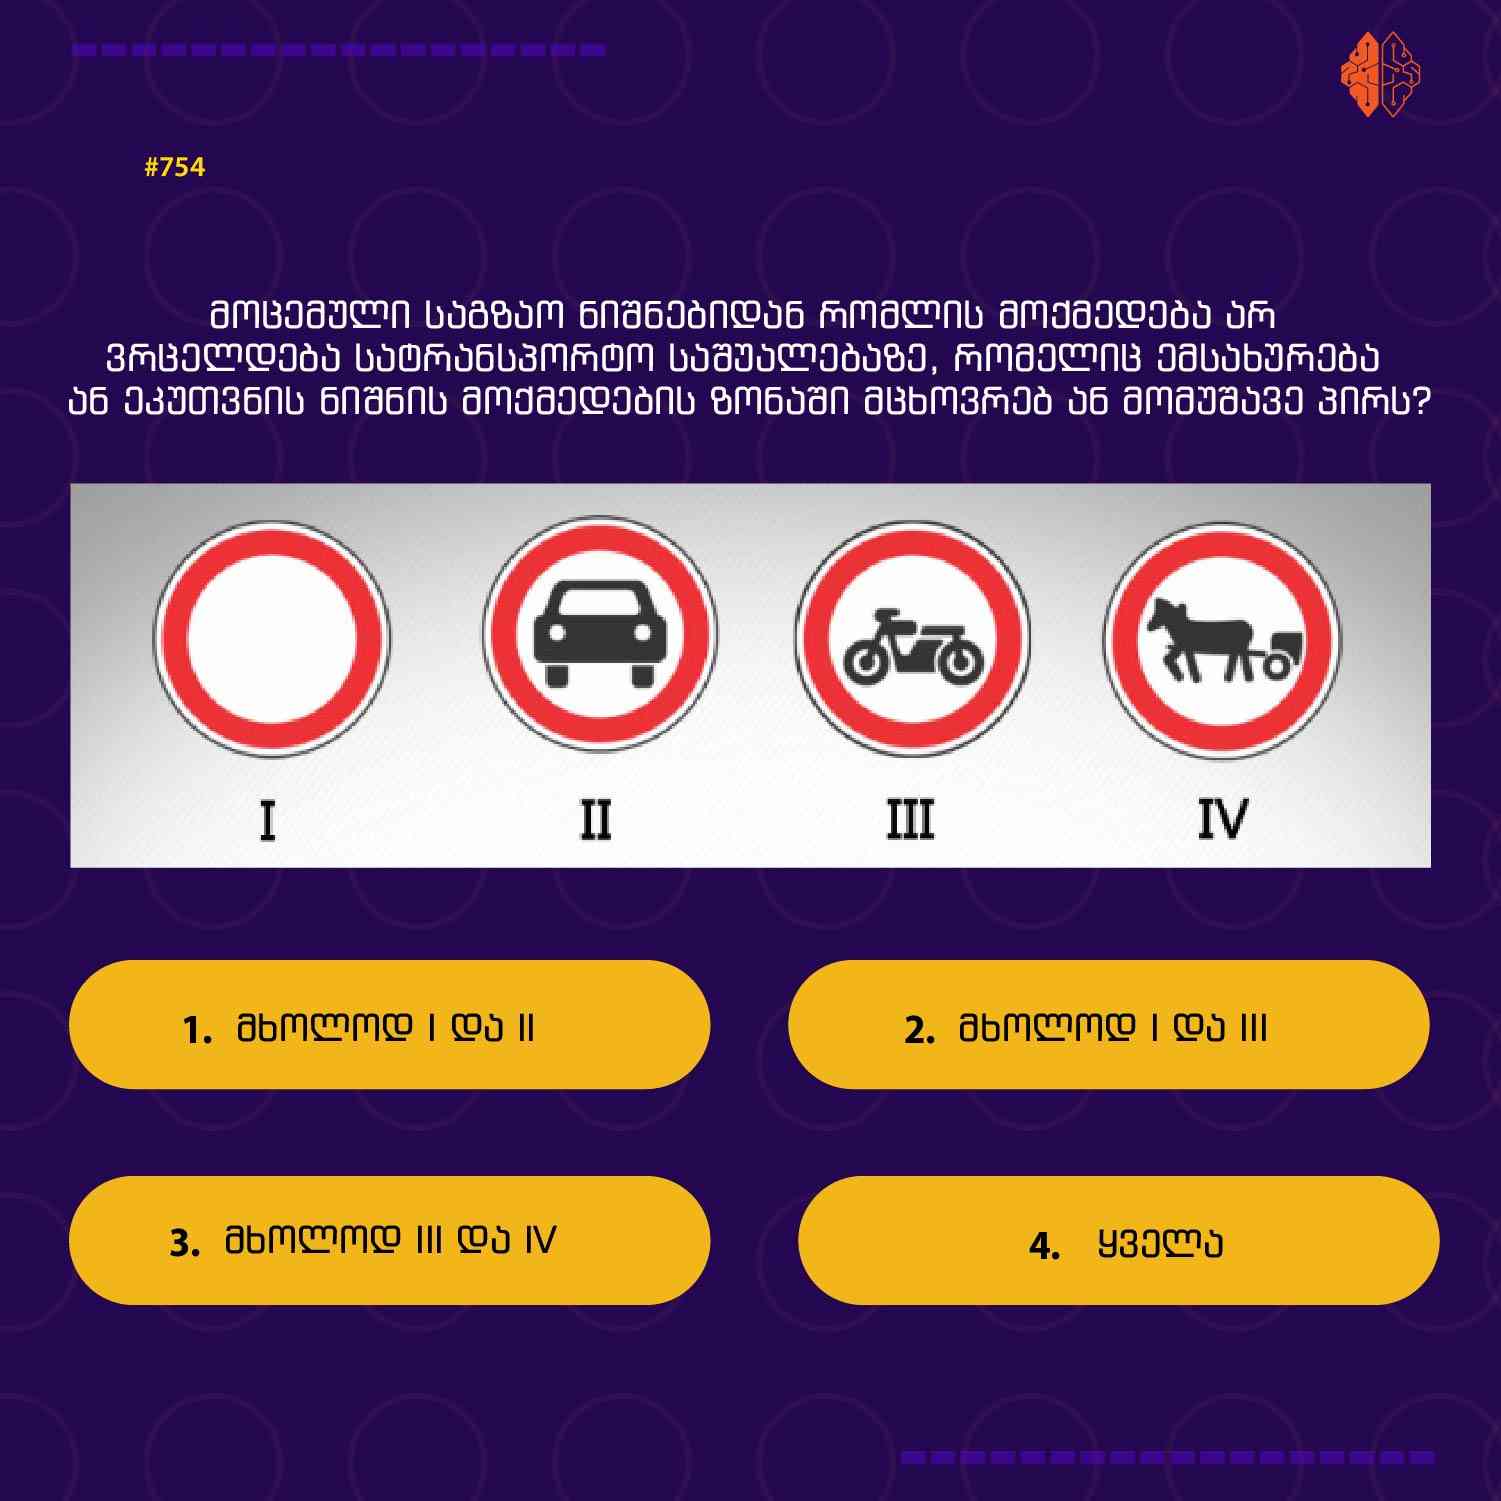 #754
მოცემული საგზაო ნიშნებიდან რომლის მოქმედება არ
ვრცელდება სატრანსპორტო საშუალებაზე, რომელიც ემსახურება
ან ეკუთვნის ნიშნის მოქმედების ზონაში მცხოვრებ ან მომუშავე პირს?
I II III IV
1. მხოლოდ I და II
2. მხოლოდ I და III
3. მხოლოდ III და IV
4. ყველა